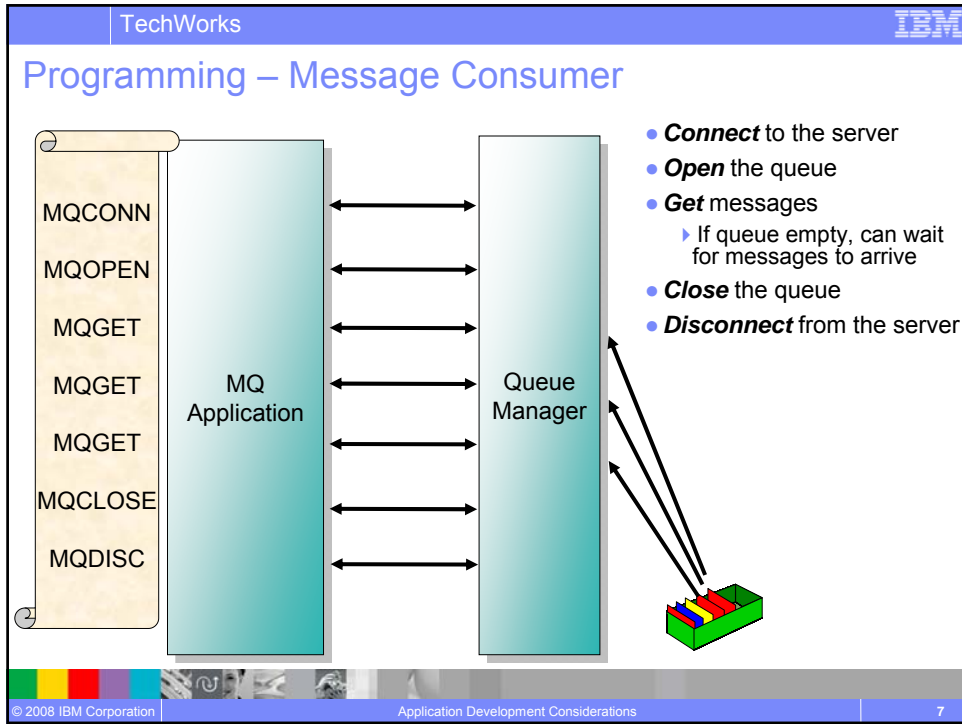 TechWorks
IBM
Programming – Message Consumer
MQCONN
MQOPEN
MQGET
MQGET
MQGET
MQCLOSE
MQDISC
MQ
Application
Queue
Manager
• Connect to the server
• Open the queue
• Get messages
If queue empty, can wait
for messages to arrive
• Close the queue
• Disconnect from the server
© 2008 IBM Corporation
Application Development Considerations
7